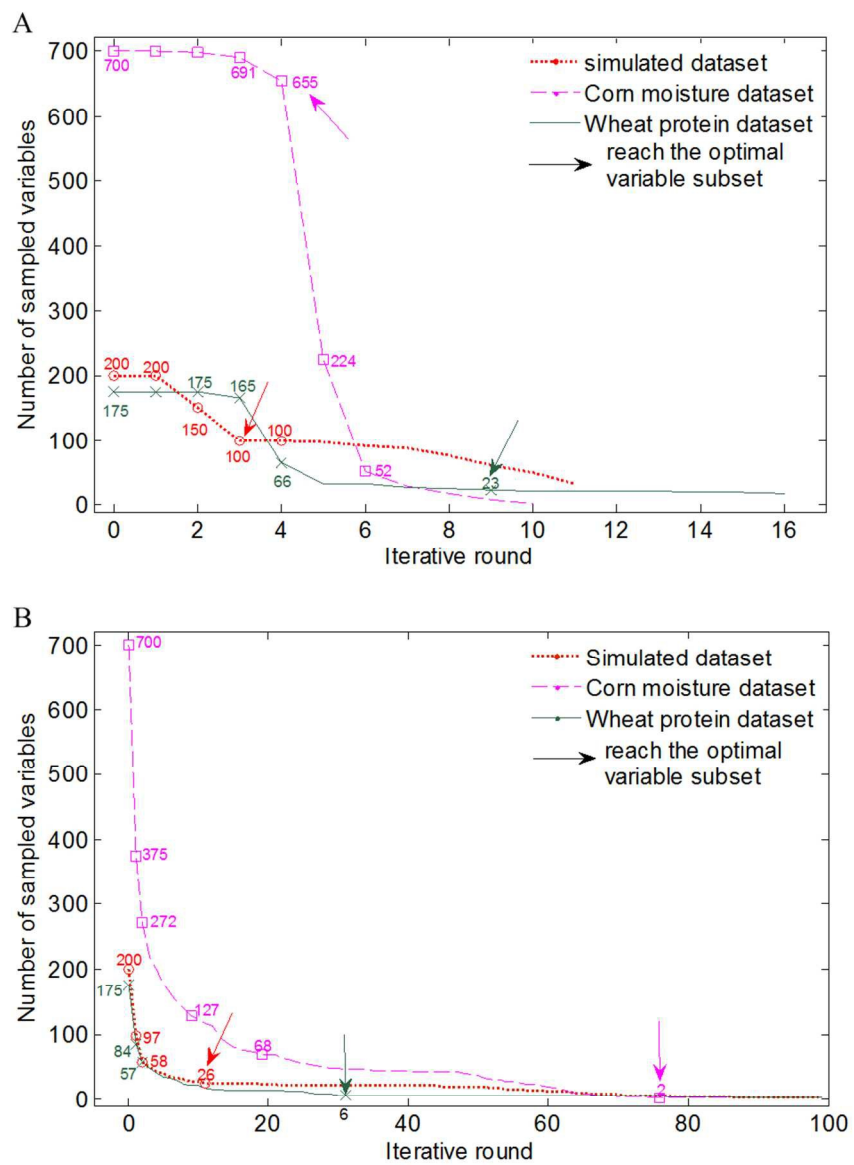 A
700
600
500
400
300
200
100
0
Number of sampled variables
700
691
655
224
52
200
200
150
100
100
175
175
165
66
23
simulated dataset
Corn moisture dataset
Wheat protein dataset
reach the optimal
variable subset
0 2 4 6 8 10 12 14 16
Iterative round
B
700
600
500
400
300
200
100
0
Number of sampled variables
700
375
272
127
68
2
200
97
58
26
175
84
57
6
Simulated dataset
Corn moisture dataset
Wheat protein dataset
reach the optimal
variable subset
0 20 40 60 80 100
Iterative round